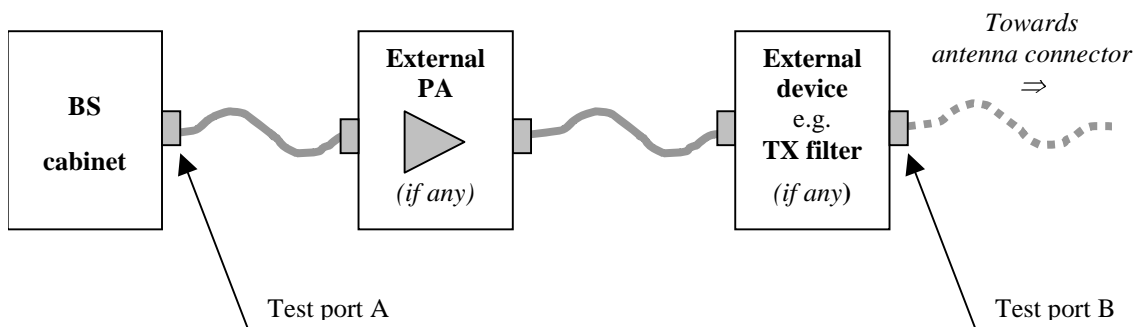 BS
cabinet
External
PA
(if any)
External
device
e.g.
TX filter
(if any)
Towards
antenna connector
⇒
Test port A
Test port B